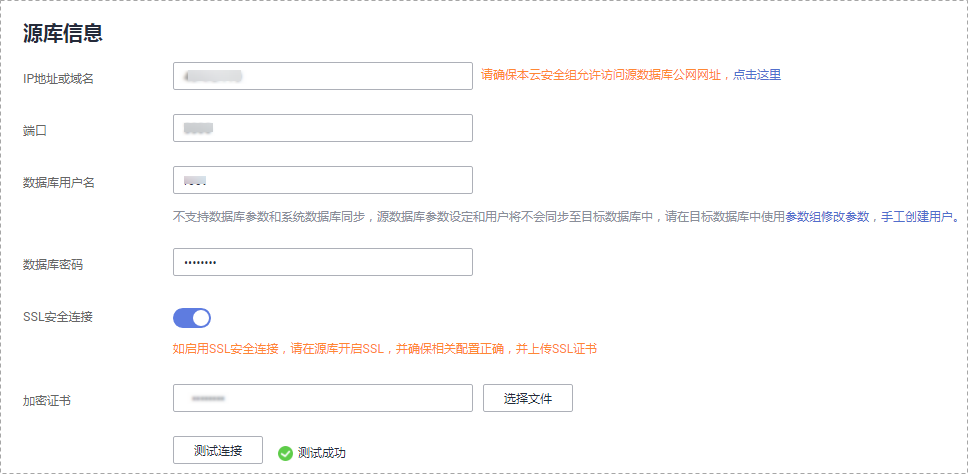 源库信息
IP地址或域名
请确保本云安全组允许访问源数据库公网网址，点击这里
端口
数据库用户名
不支持数据库参数和系统数据库同步，源数据库参数设定和用户将不会同步至目标数据库中，请在目标数据库中使用参数组修改参数，手工创建用户。
数据库密码
••••••••
SSL安全连接
如启用SSL安全连接，请在源库开启SSL，并确保相关配置正确，并上传SSL证书
加密证书
选择文件
测试连接 测试成功